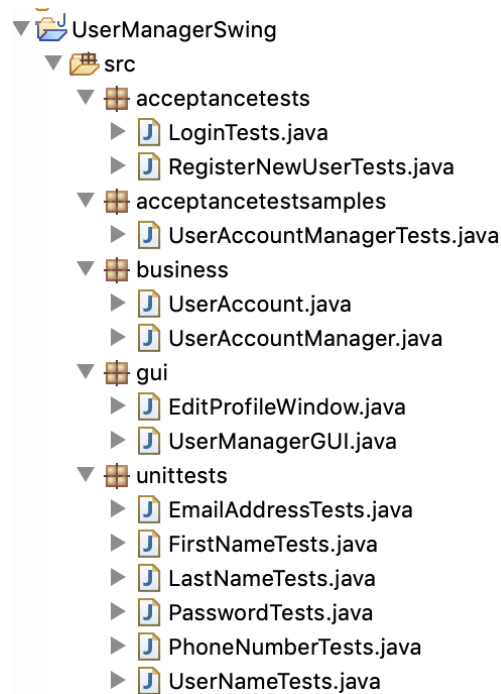 UserManagerSwing
src
acceptancetests
LoginTests.java
RegisterNewUserTests.java
acceptancetestsamples
UserAccountManagerTests.java
business
UserAccount.java
UserAccountManager.java
gui
EditProfileWindow.java
UserManagerGUI.java
unittests
EmailAddressTests.java
FirstNameTests.java
LastNameTests.java
PasswordTests.java
PhoneNumberTests.java
UserNameTests.java